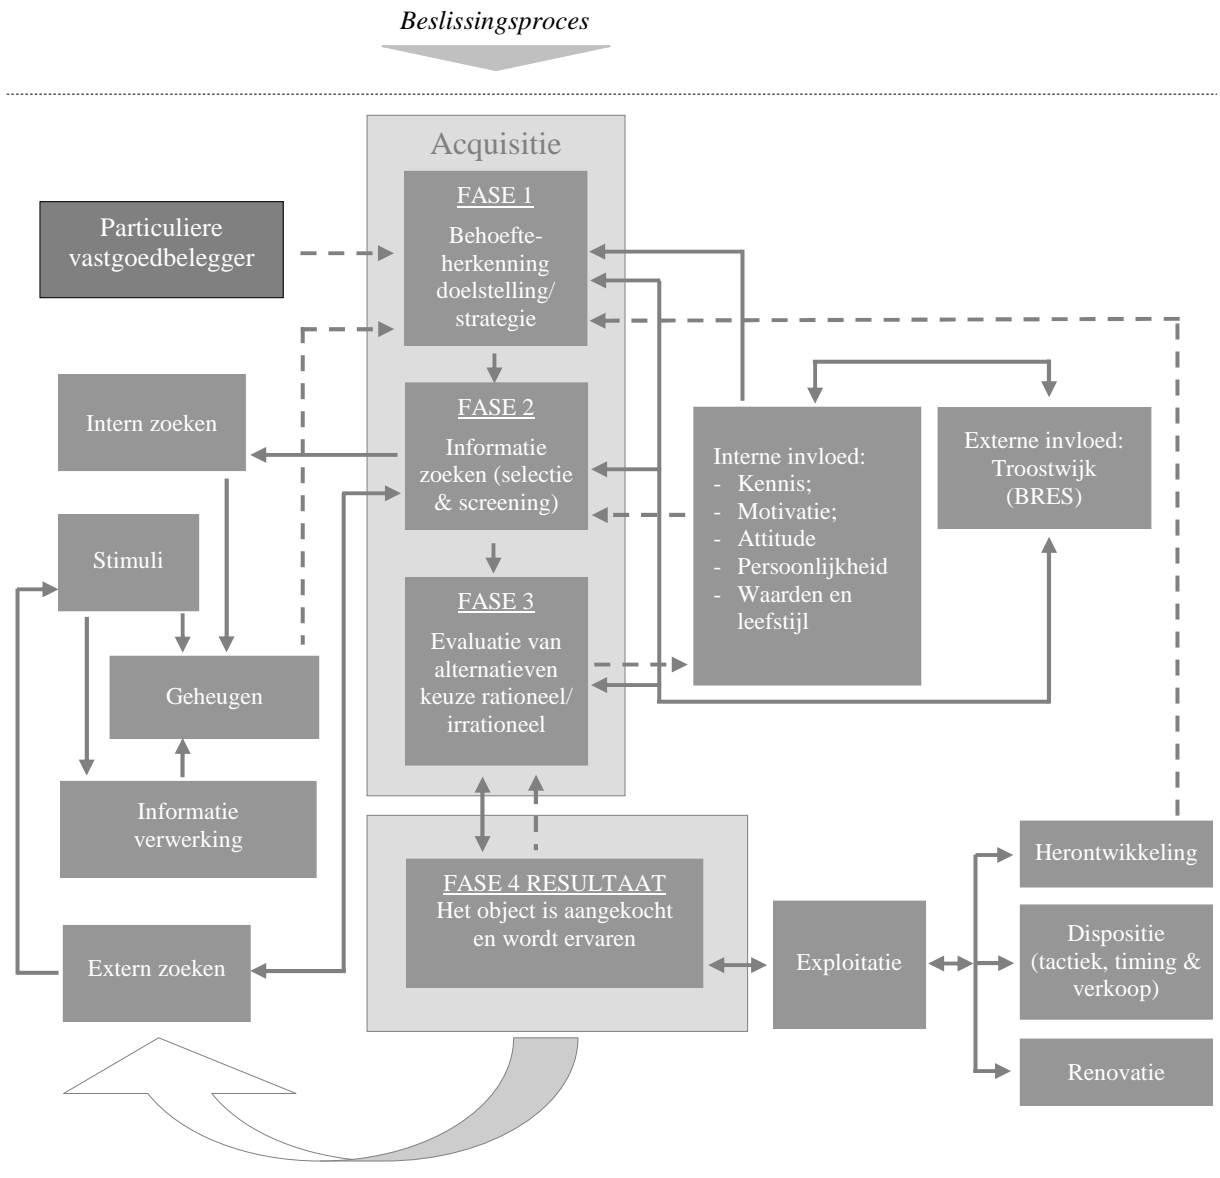 Beslissingsproces
Acquisitie
FASE 1
Behoefte-
herkenning
doelstelling/
strategie
Particuliere
vastgoedbelegger
FASE 2
Informatie
zoeken (selectie
& screening)
Intern zoeken
Stimuli
Geheugen
Informatie
verwerking
Extern zoeken
FASE 3
Evaluatie van
alternatieven
keuze rationeel/
irrationeel
Interne invloed:
- Kennis;
- Motivatie;
- Attitude
- Persoonlijkheid
- Waarden en
leefstijl
Externe invloed:
Troostwijk
(BRES)
FASE 4 RESULTAAT
Het object is aangekocht
en wordt ervaren
Exploitatie
Herontwikkeling
Dispositie
(tactiek, timing &
verkoop)
Renovatie